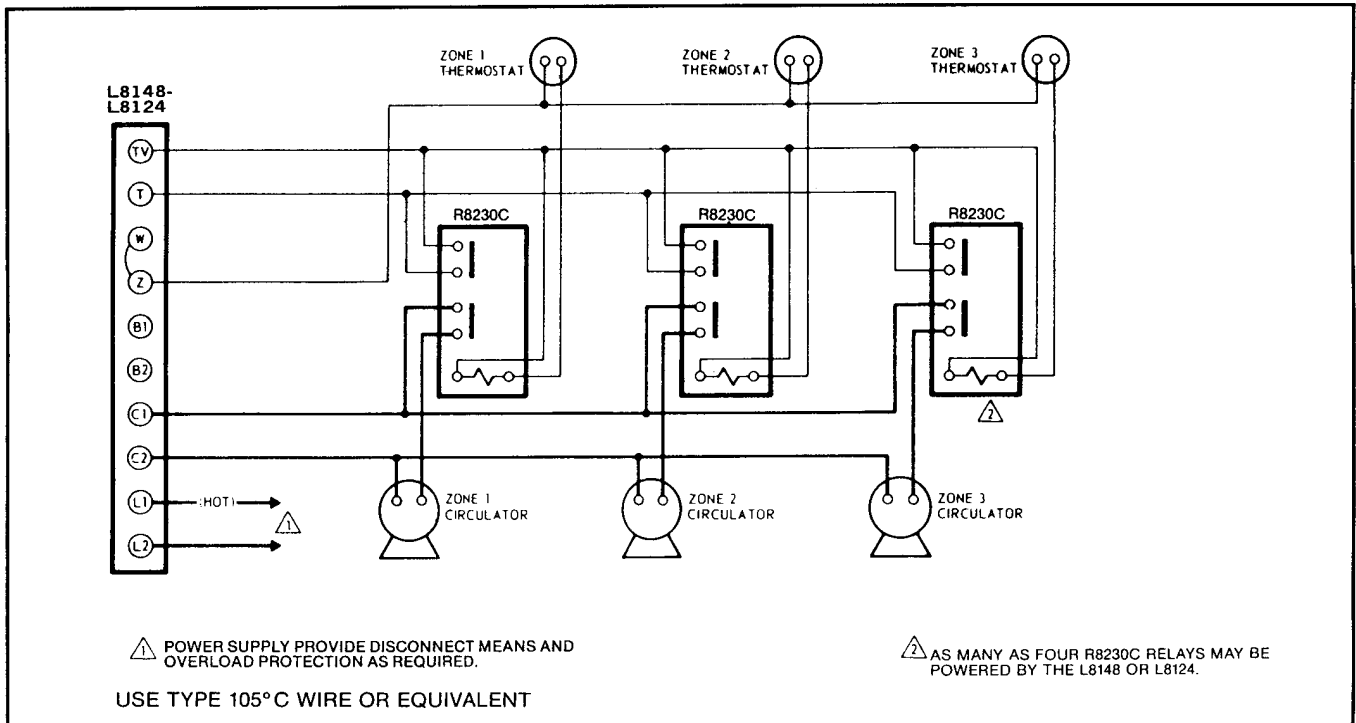 ZONE 1
THERMOSTAT
ZONE 2
THERMOSTAT
ZONE 3
THERMOSTAT
L8148-
L8124
TV
T
W
Z
B1
B2
C1
C2
L1
L2
R8230C
R8230C
R8230C
2
(HOT)
1
ZONE 1
CIRCULATOR
ZONE 2
CIRCULATOR
ZONE 3
CIRCULATOR
1 POWER SUPPLY PROVIDE DISCONNECT MEANS AND
OVERLOAD PROTECTION AS REQUIRED.
2 AS MANY AS FOUR R8230C RELAYS MAY BE
POWERED BY THE L8148 OR L8124.
USE TYPE 105°C WIRE OR EQUIVALENT